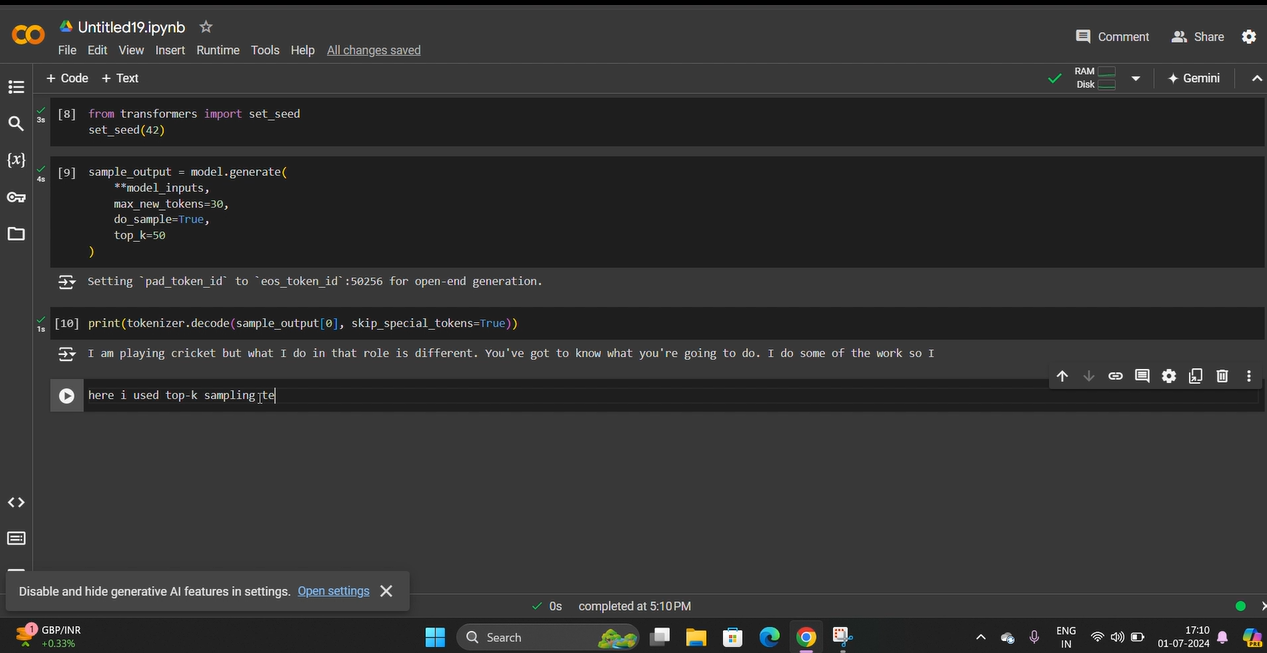 Untitled19.ipynb
File Edit View Insert Runtime Tools Help All changes saved
Comment Share
+ Code + Text
RAM
Disk
Gemini
[8] from transformers import set_seed
set_seed(42)
3s
[9] sample_output = model.generate(
4s
**model_inputs,
max_new_tokens=30,
do_sample=True,
top_k=50
)
Setting `pad_token_id` to `eos_token_id`:50256 for open-end generation.
[10] print(tokenizer.decode(sample_output[0], skip_special_tokens=True))
1s
I am playing cricket but what I do in that role is different. You've got to know what you're going to do. I do some of the work so I
here i used top-k sampling te
{x}
Disable and hide generative AI features in settings. Open settings
0s completed at 5:10 PM
1 GBP/INR
+0.33%
Search
ENG
IN
17:10
01-07-2024
PRE